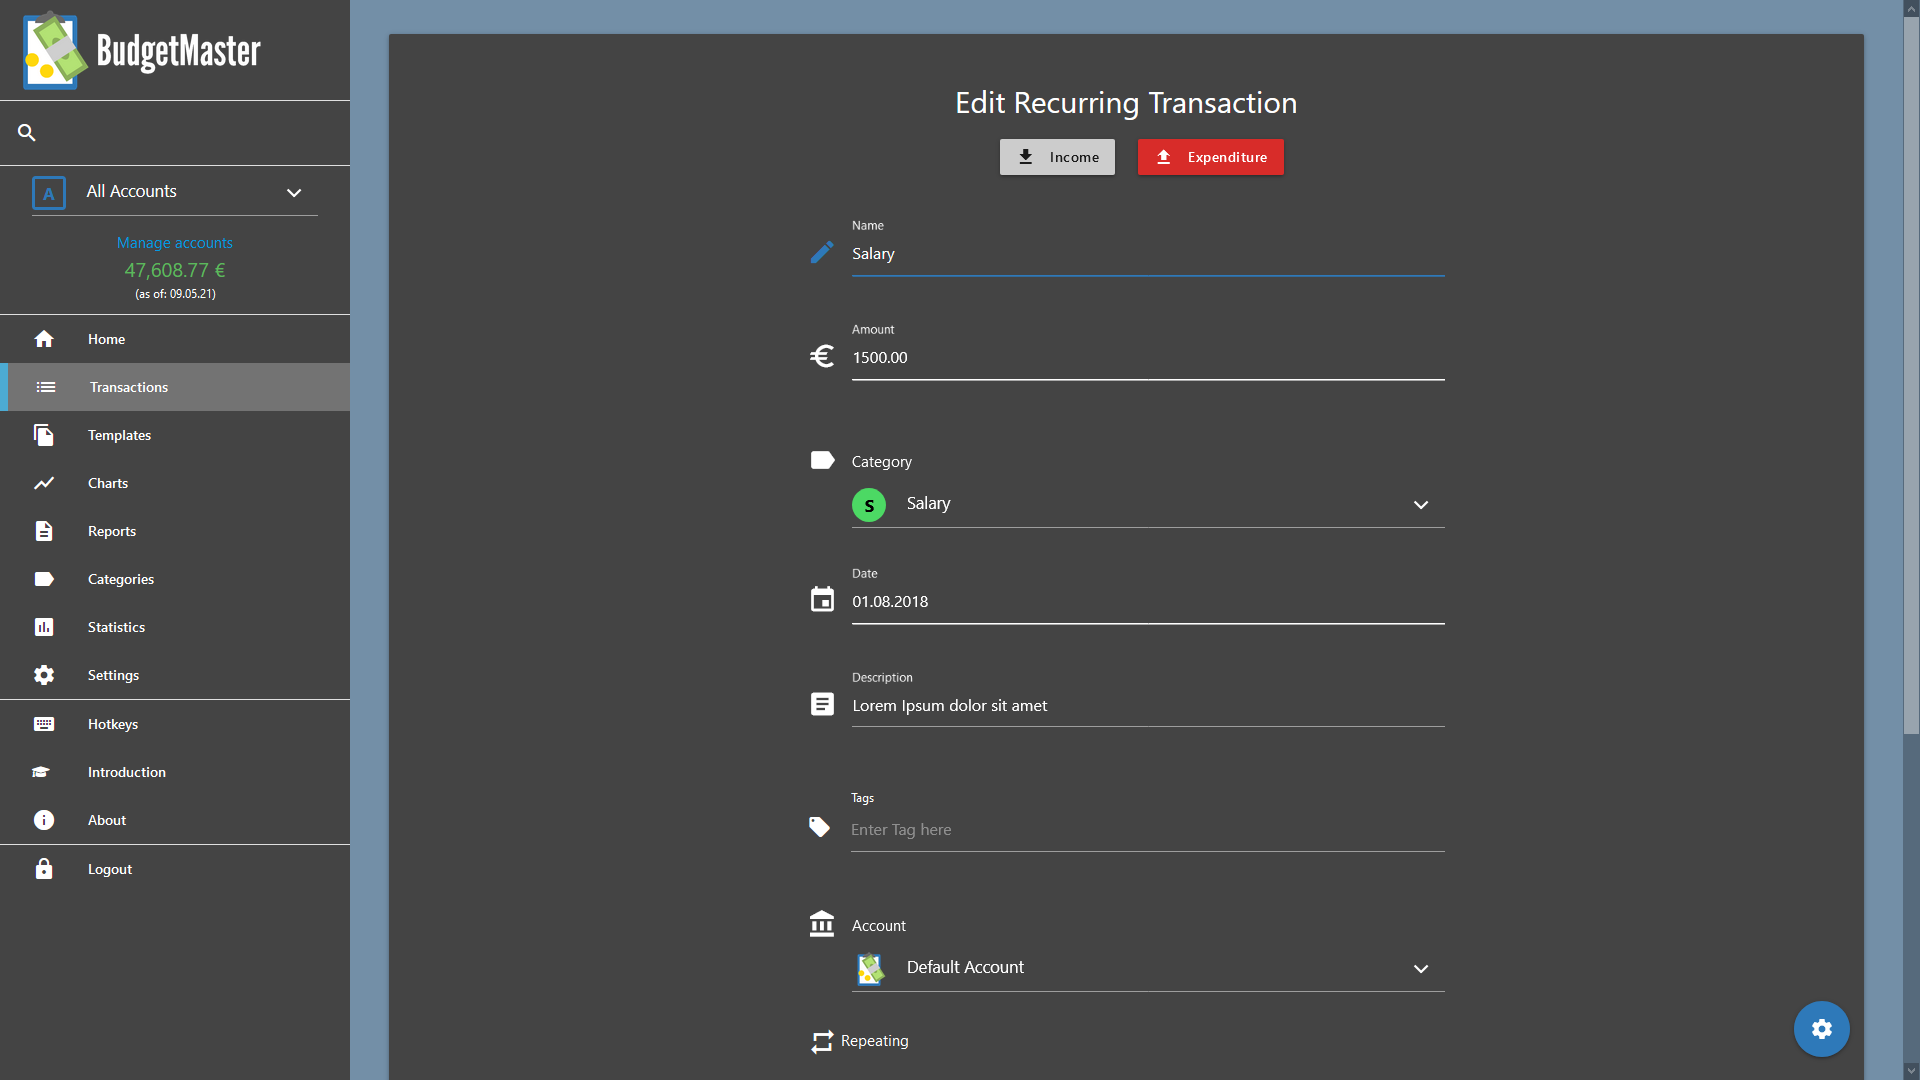 BudgetMaster
A
All Accounts
Manage accounts
47,608.77 €
(as of: 09.05.21)
Home
Transactions
Templates
Charts
Reports
Categories
Statistics
Settings
Hotkeys
Introduction
About
Logout
Edit Recurring Transaction
Income
Expenditure
Name
Salary
Amount
1500.00
Category
S
Salary
Date
01.08.2018
Description
Lorem Ipsum dolor sit amet
Tags
Enter Tag here
Account
Default Account
Repeating